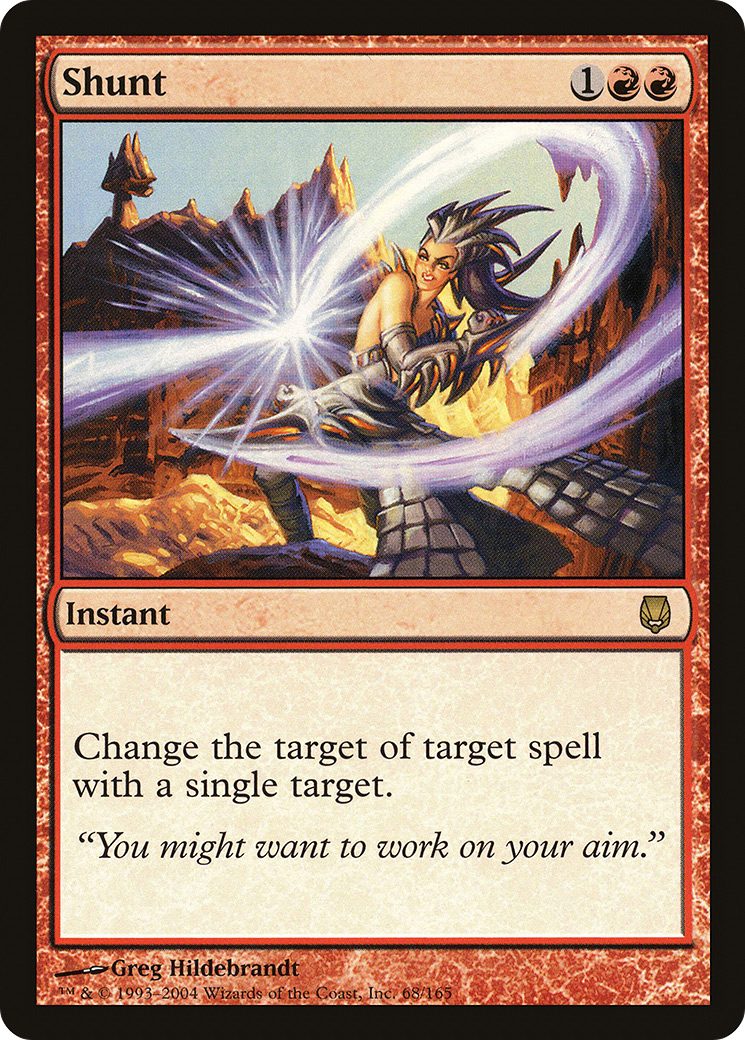 Shunt 1
Instant
Change the target of target spell
with a single target.
“You might want to work on your aim.”
Greg Hildebrandt
™ & © 1993–2004 Wizards of the Coast, Inc. 68/165